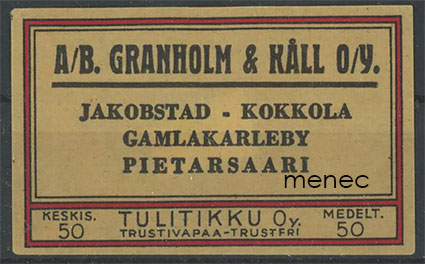 A/B. GRANHOLM & KÅLL O/Y.
JAKOBSTAD - KOKKOLA
GAMLAKARLEBY
PIETARSAARI
menec
KESKIS. 50
TULITIKKU Oy.
TRUSTIVAPAA-TRUSTFRI
MEDELT. 50